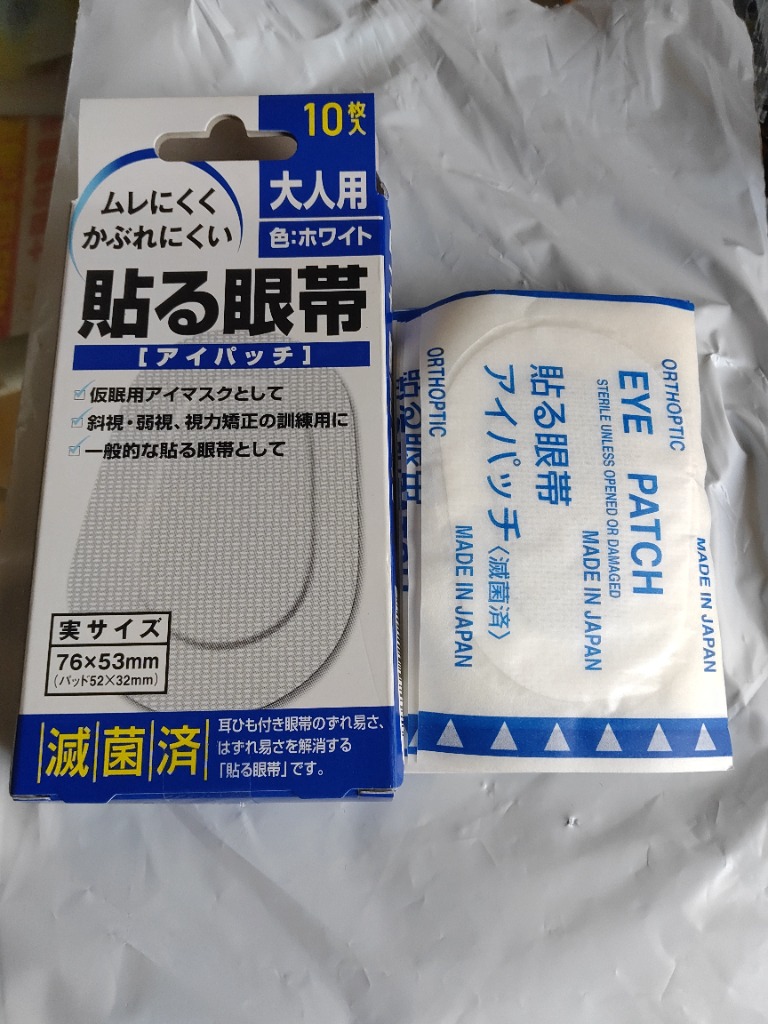 10枚入
大人用
色:ホワイト
ムレにくく
かぶれにくい
貼る眼帯
[アイパッチ]
仮眠用アイマスクとして
斜視・弱視、視力矯正の訓練用に
一般的な貼る眼帯として
実サイズ
76×53mm
(パッド52×32mm)
滅菌済
耳ひも付き眼帯のずれ易さ、
はずれ易さを解消する
「貼る眼帯」です。
ORTHOPTIC
EYE PATCH
STERILE UNLESS OPENED OR DAMAGED
MADE IN JAPAN
貼る眼帯
アイパッチ〈滅菌済〉
ORTHOPTIC
MADE IN JAPAN
MADE IN JAPAN
貼る眼帯